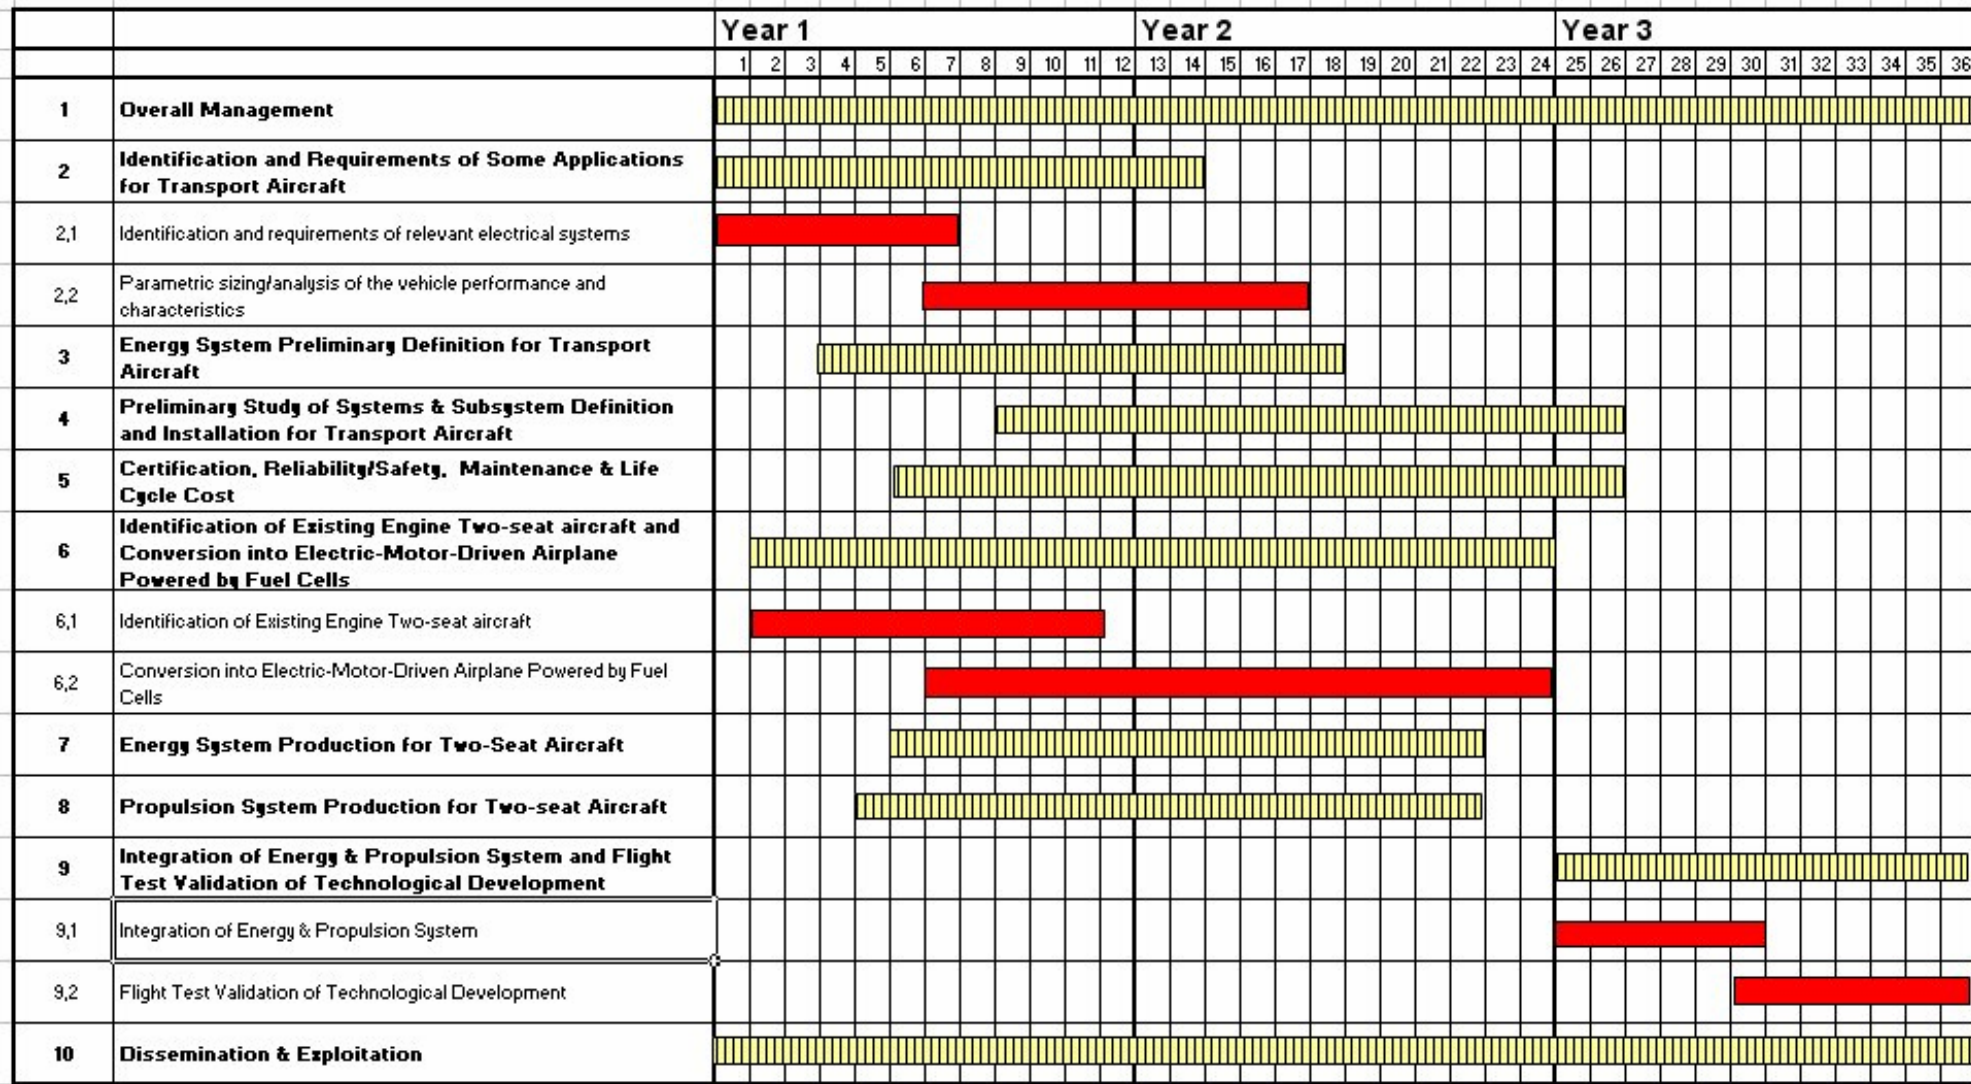 Year 1 Year 2 Year 3
1 2 3 4 5 6 7 8 9 10 11 12 13 14 15 16 17 18 19 20 21 22 23 24 25 26 27 28 29 30 31 32 33 34 35 36
1 Overall Management
2 Identification and Requirements of Some Applications
for Transport Aircraft
2,1 Identification and requirements of relevant electrical systems
2,2 Parametric sizing/analysis of the vehicle performance and
characteristics
3 Energy System Preliminary Definition for Transport
Aircraft
4 Preliminary Study of Systems & Subsystem Definition
and Installation for Transport Aircraft
5 Certification, Reliability/Safety, Maintenance & Life
Cycle Cost
6 Identification of Existing Engine Two-seat aircraft and
Conversion into Electric-Motor-Driven Airplane
Powered by Fuel Cells
6,1 Identification of Existing Engine Two-seat aircraft
6,2 Conversion into Electric-Motor-Driven Airplane Powered by Fuel
Cells
7 Energy System Production for Two-Seat Aircraft
8 Propulsion System Production for Two-seat Aircraft
9 Integration of Energy & Propulsion System and Flight
Test Validation of Technological Development
9,1 Integration of Energy & Propulsion System
9,2 Flight Test Validation of Technological Development
10 Dissemination & Exploitation